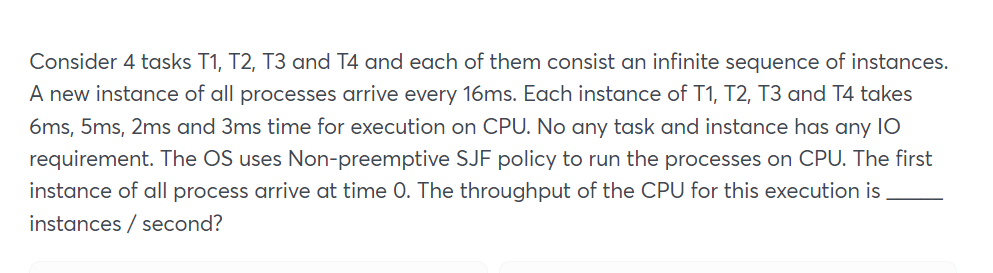 Consider 4 tasks T1, T2, T3 and T4 and each of them consist an infinite sequence of instances.
A new instance of all processes arrive every 16ms. Each instance of T1, T2, T3 and T4 takes
6ms, 5ms, 2ms and 3ms time for execution on CPU. No any task and instance has any IO
requirement. The OS uses Non-preemptive SJF policy to run the processes on CPU. The first
instance of all process arrive at time 0. The throughput of the CPU for this execution is _____
instances / second?